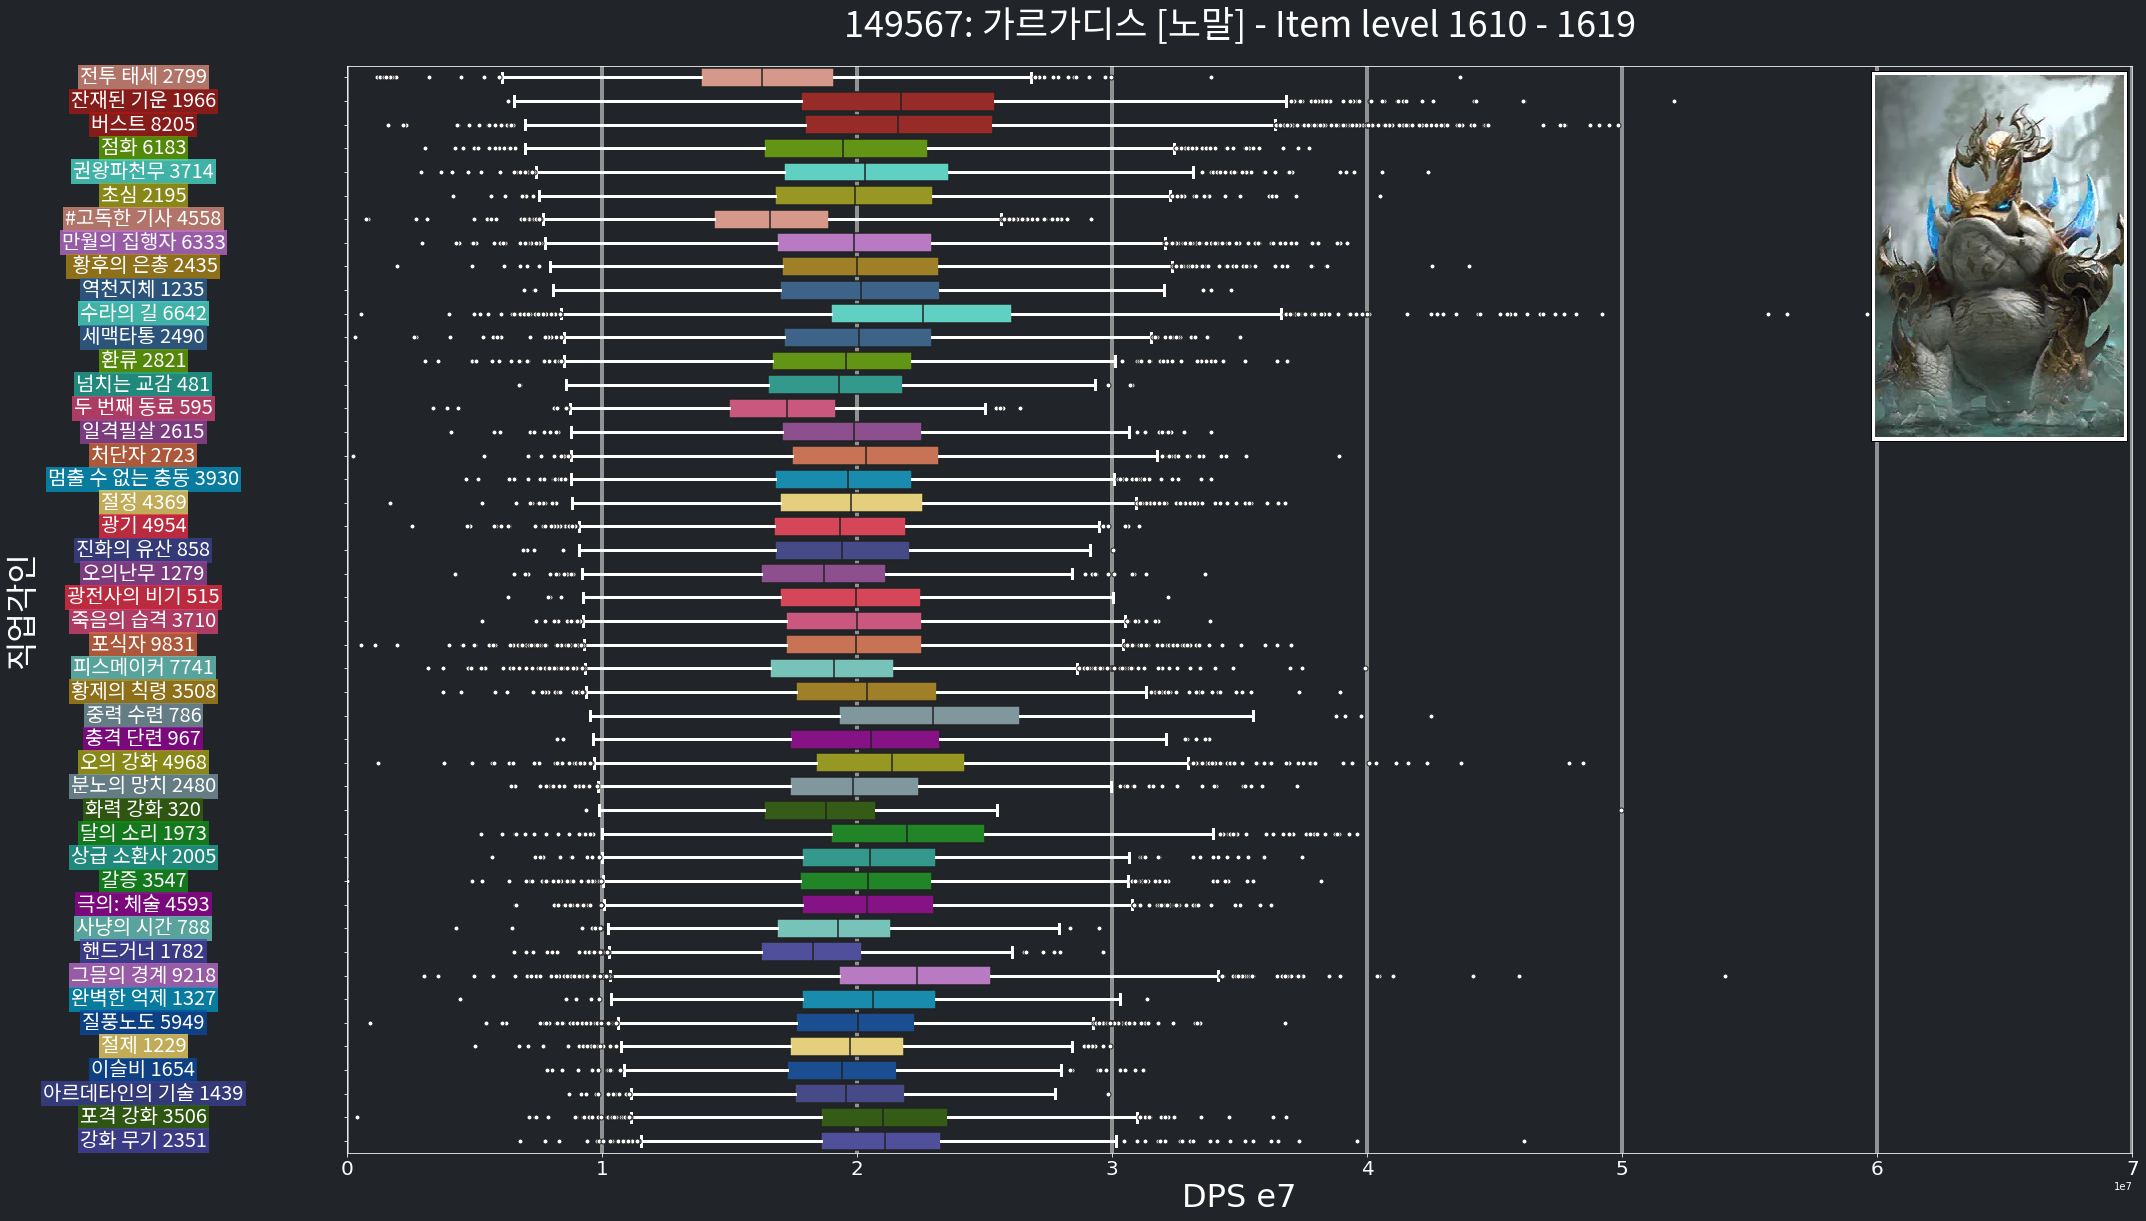 149567: 가르가디스 [노말] - Item level 1610 - 1619
직업각인
전투 태세 2799
잔재된 기운 1966
버스트 8205
점화 6183
권왕파천무 3714
초심 2195
#고독한 기사 4558
만월의 집행자 6333
황후의 은총 2435
역천지체 1235
수라의 길 6642
세맥타통 2490
환류 2821
넘치는 교감 481
두 번째 동료 595
일격필살 2615
처단자 2723
멈출 수 없는 충동 3930
절정 4369
광기 4954
진화의 유산 858
오의난무 1279
광전사의 비기 515
죽음의 습격 3710
포식자 9831
피스메이커 7741
황제의 칙령 3508
중력 수련 786
충격 단련 967
오의 강화 4968
분노의 망치 2480
화력 강화 320
달의 소리 1973
상급 소환사 2005
갈증 3547
극의: 체술 4593
사냥의 시간 788
핸드거너 1782
그믐의 경계 9218
완벽한 억제 1327
질풍노도 5949
절제 1229
이슬비 1654
아르데타인의 기술 1439
포격 강화 3506
강화 무기 2351
0 1 2 3 4 5 6 7
1e7
DPS e7